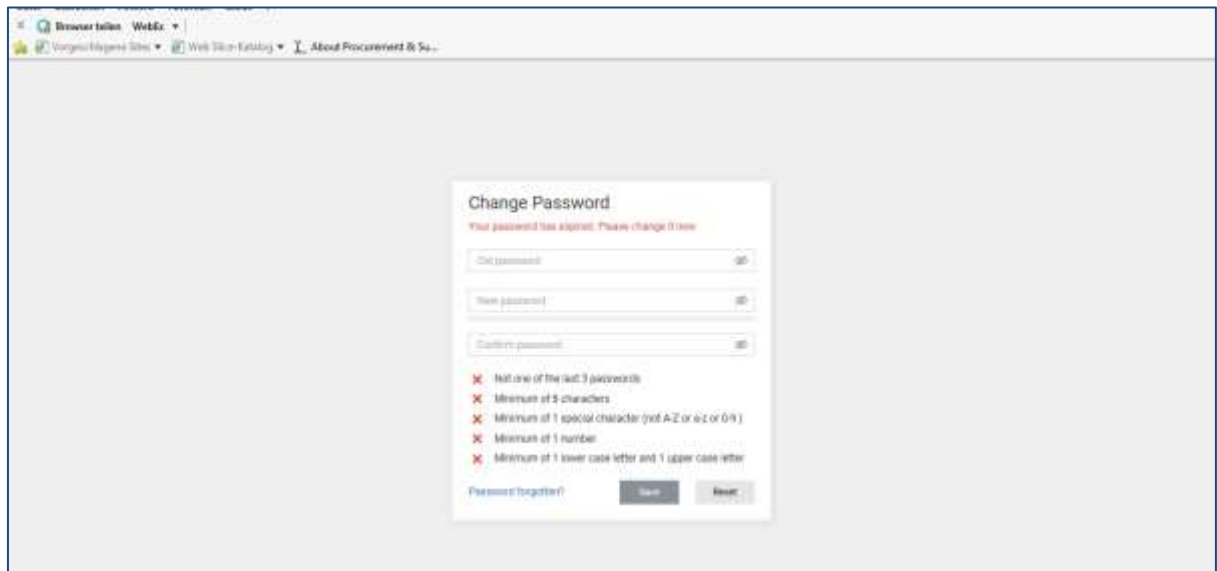 Browser teilen WebEx
Vorgeschlagene Sites Web Slice-Katalog About Procurement & Su...
Change Password
Your password has expired. Please change it now
Old password
New password
Confirm password
Not one of the last 3 passwords
Minimum of characters
Minimum of 1 special character (not A-Z or a-z or 0-9 )
Minimum of 1 number
Minimum of 1 lower case letter and 1 upper case letter
Password forgotten? Save Reset